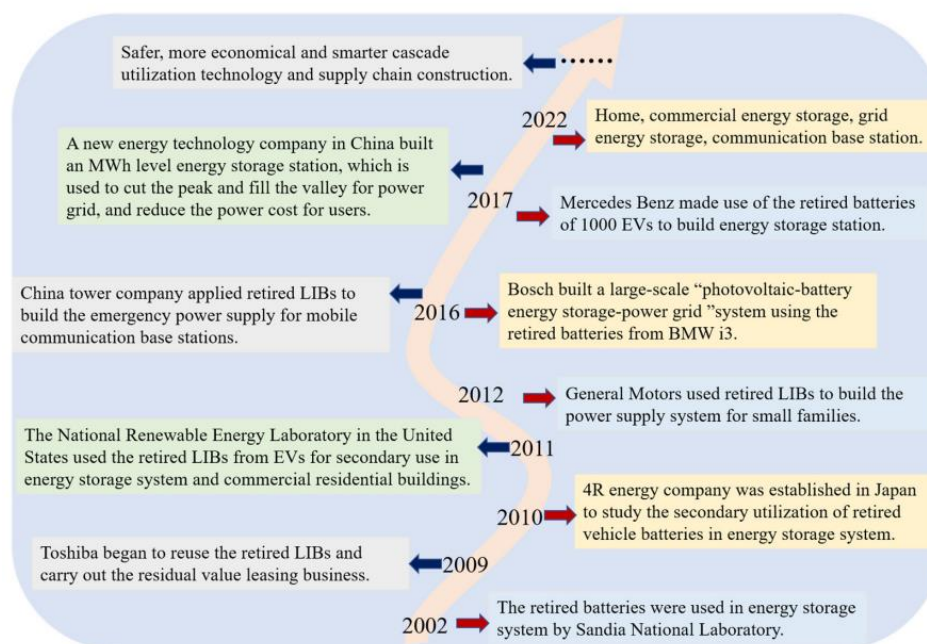 Safer, more economical and smarter cascade
utilization technology and supply chain construction.
2022
Home, commercial energy storage, grid
energy storage, communication base station.
A new energy technology company in China built
an MWh level energy storage station, which is
used to cut the peak and fill the valley for power
grid, and reduce the power cost for users.
2017
Mercedes Benz made use of the retired batteries
of 1000 EVs to build energy storage station.
China tower company applied retired LIBs to
build the emergency power supply for mobile
communication base stations.
2016
Bosch built a large-scale “photovoltaic-battery
energy storage-power grid ”system using the
retired batteries from BMW i3.
2012
General Motors used retired LIBs to build the
power supply system for small families.
The National Renewable Energy Laboratory in the United
States used the retired LIBs from EVs for secondary use in
energy storage system and commercial residential buildings.
2011
4R energy company was established in Japan
to study the secondary utilization of retired
vehicle batteries in energy storage system.
2010
Toshiba began to reuse the retired LIBs and
carry out the residual value leasing business.
2009
2002
The retired batteries were used in energy storage
system by Sandia National Laboratory.